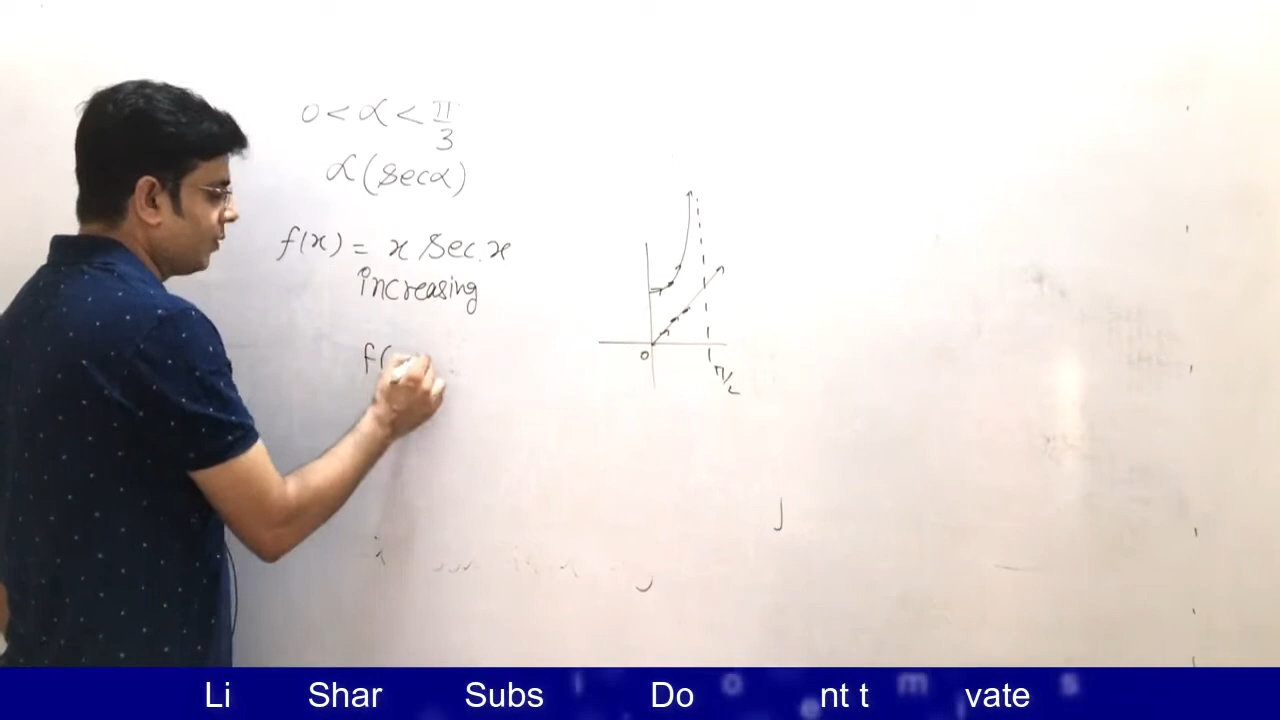 0 < α < π/3
α(secα)
f(x) = x sec.x
increasing
f(
0
π/2
Li Shar Subs i Do o nt t m vate s